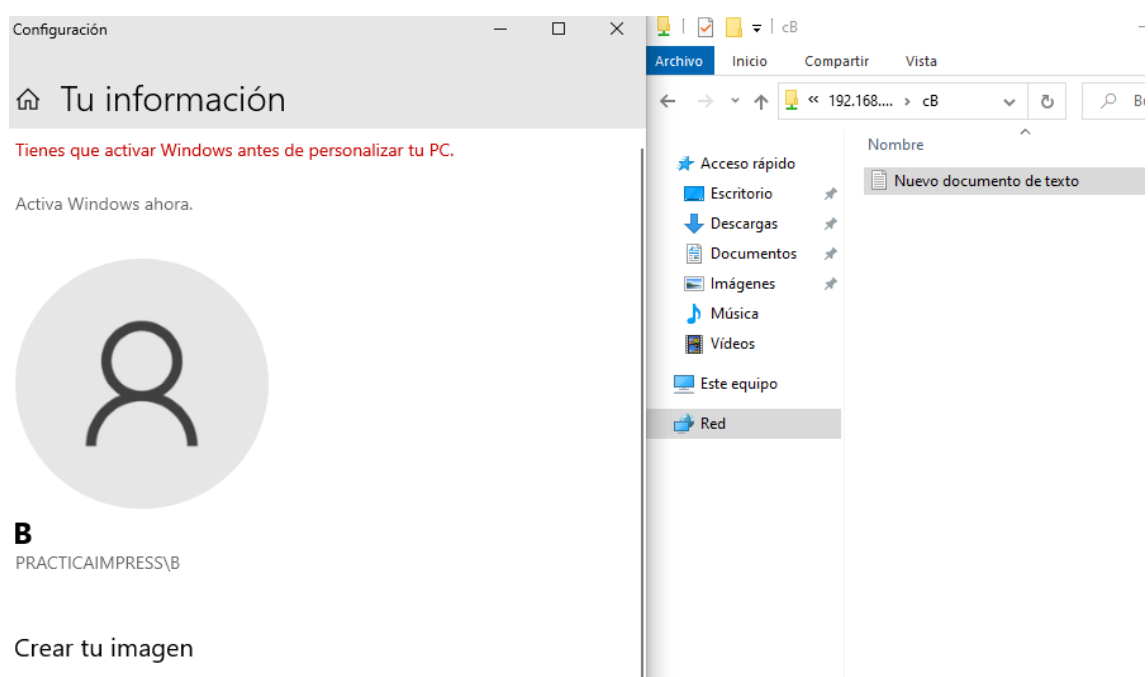 Configuración
Tu información
Tienes que activar Windows antes de personalizar tu PC.
Activa Windows ahora.
B
PRACTICAIMPRESS\B
Crear tu imagen
cB
Archivo Inicio Compartir Vista
« 192.168.... › cB
Nombre
Nuevo documento de texto
Acceso rápido
Escritorio
Descargas
Documentos
Imágenes
Música
Vídeos
Este equipo
Red